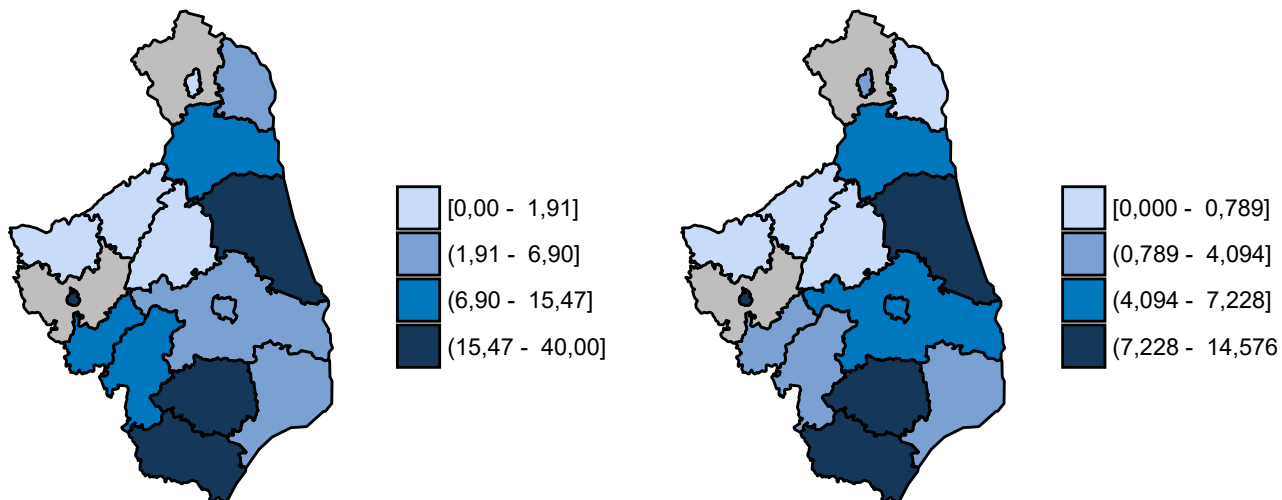 [0,00 - 1,91]
(1,91 - 6,90]
(6,90 - 15,47]
(15,47 - 40,00]
[0,000 - 0,789]
(0,789 - 4,094]
(4,094 - 7,228]
(7,228 - 14,576